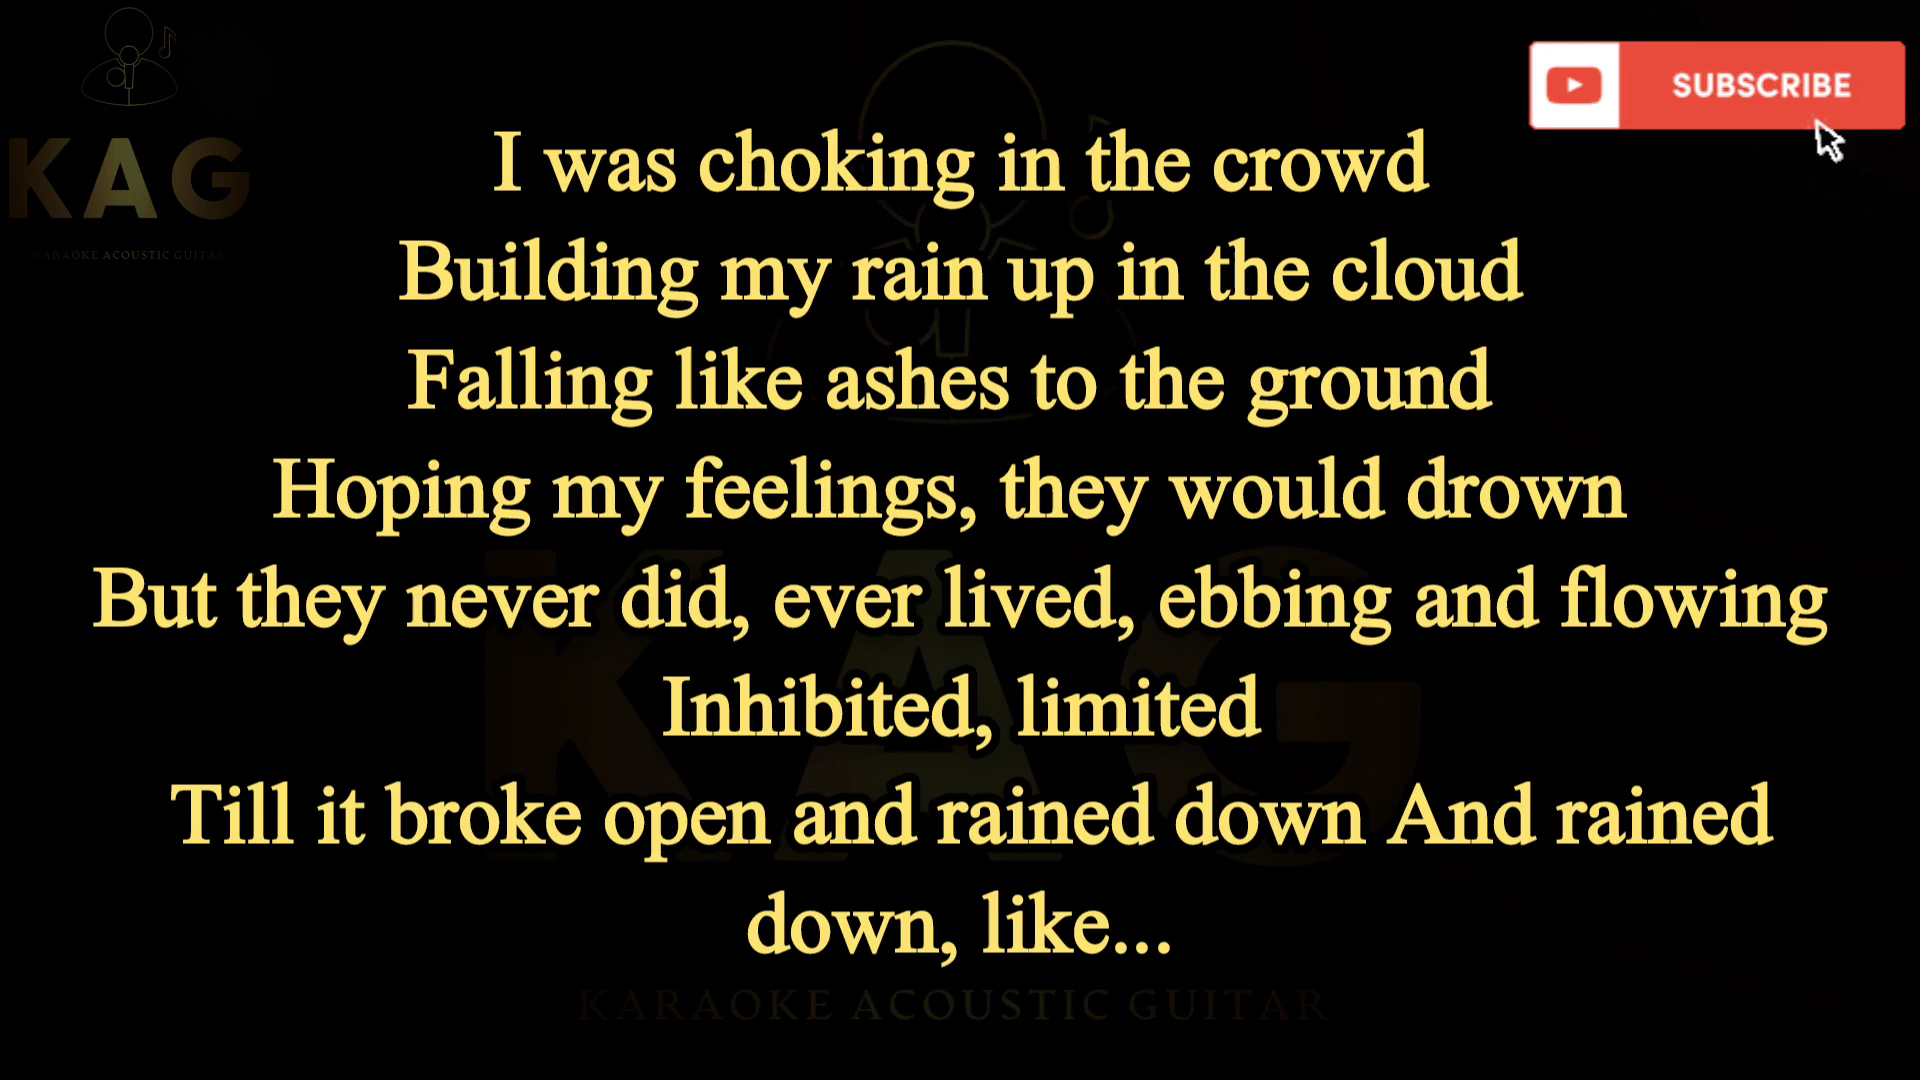 KAG
KARAOKE ACOUSTIC GUITAR
SUBSCRIBE
I was choking in the crowd
Building my rain up in the cloud
Falling like ashes to the ground
Hoping my feelings, they would drown
But they never did, ever lived, ebbing and flowing
Inhibited, limited
Till it broke open and rained down And rained
down, like...
KAG
KARAOKE ACOUSTIC GUITAR